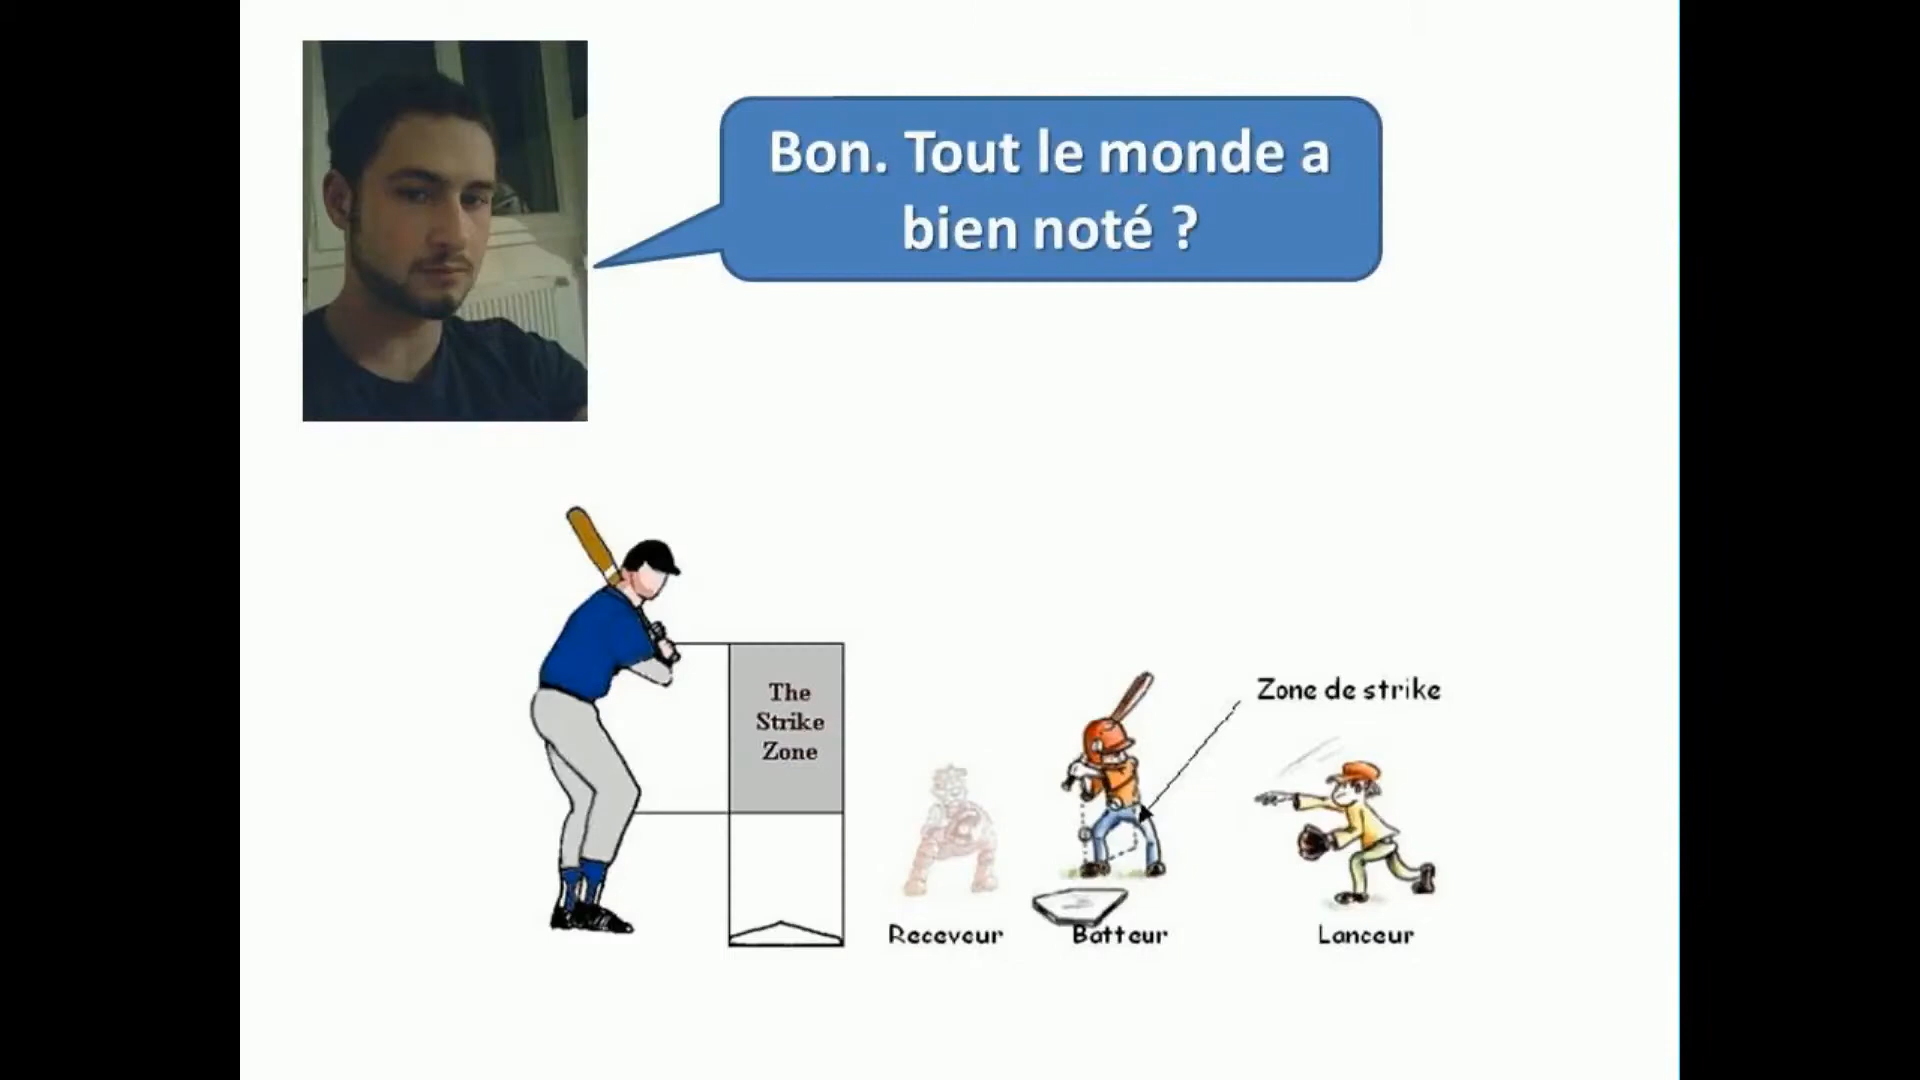 Bon. Tout le monde a
bien noté ?
The
Strike
Zone
Zone de strike
Receveur
Batteur
Lanceur